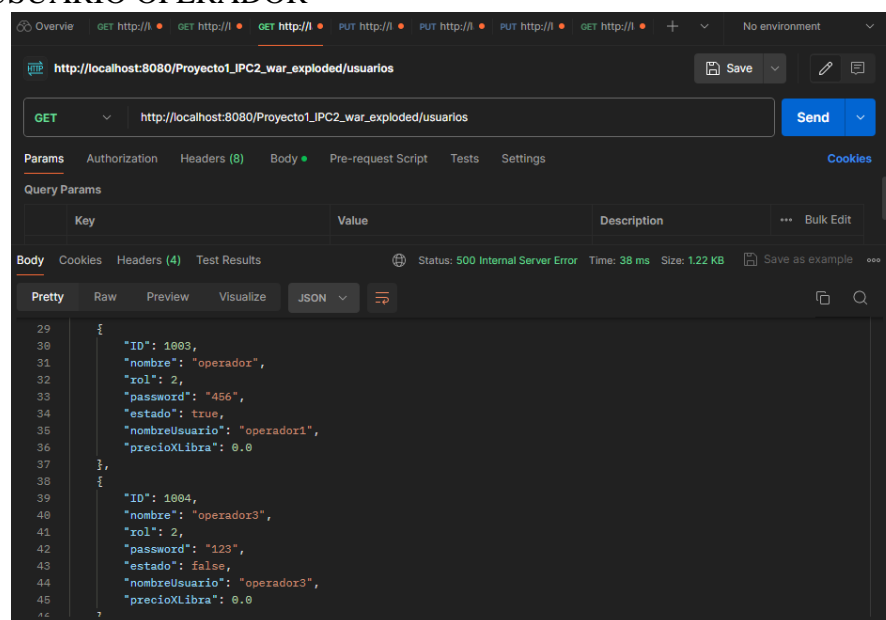 USUARIO OPERADOR
Overvie GET http://l GET http://l GET http://l PUT http://l PUT http://l PUT http://l GET http://l + No environment
HTTP http://localhost:8080/Proyecto1_IPC2_war_exploded/usuarios Save
GET http://localhost:8080/Proyecto1_IPC2_war_exploded/usuarios Send
Params Authorization Headers (8) Body Pre-request Script Tests Settings Cookies
Query Params
Key Value Description ••• Bulk Edit
Body Cookies Headers (4) Test Results Status: 500 Internal Server Error Time: 38 ms Size: 1.22 KB Save as example
Pretty Raw Preview Visualize JSON
29 {
30 "ID": 1003,
31 "nombre": "operador",
32 "rol": 2,
33 "password": "456",
34 "estado": true,
35 "nombreUsuario": "operador1",
36 "precioXLibra": 0.0
37 },
38 {
39 "ID": 1004,
40 "nombre": "operador3",
41 "rol": 2,
42 "password": "123",
43 "estado": false,
44 "nombreUsuario": "operador3",
45 "precioXLibra": 0.0
46 }